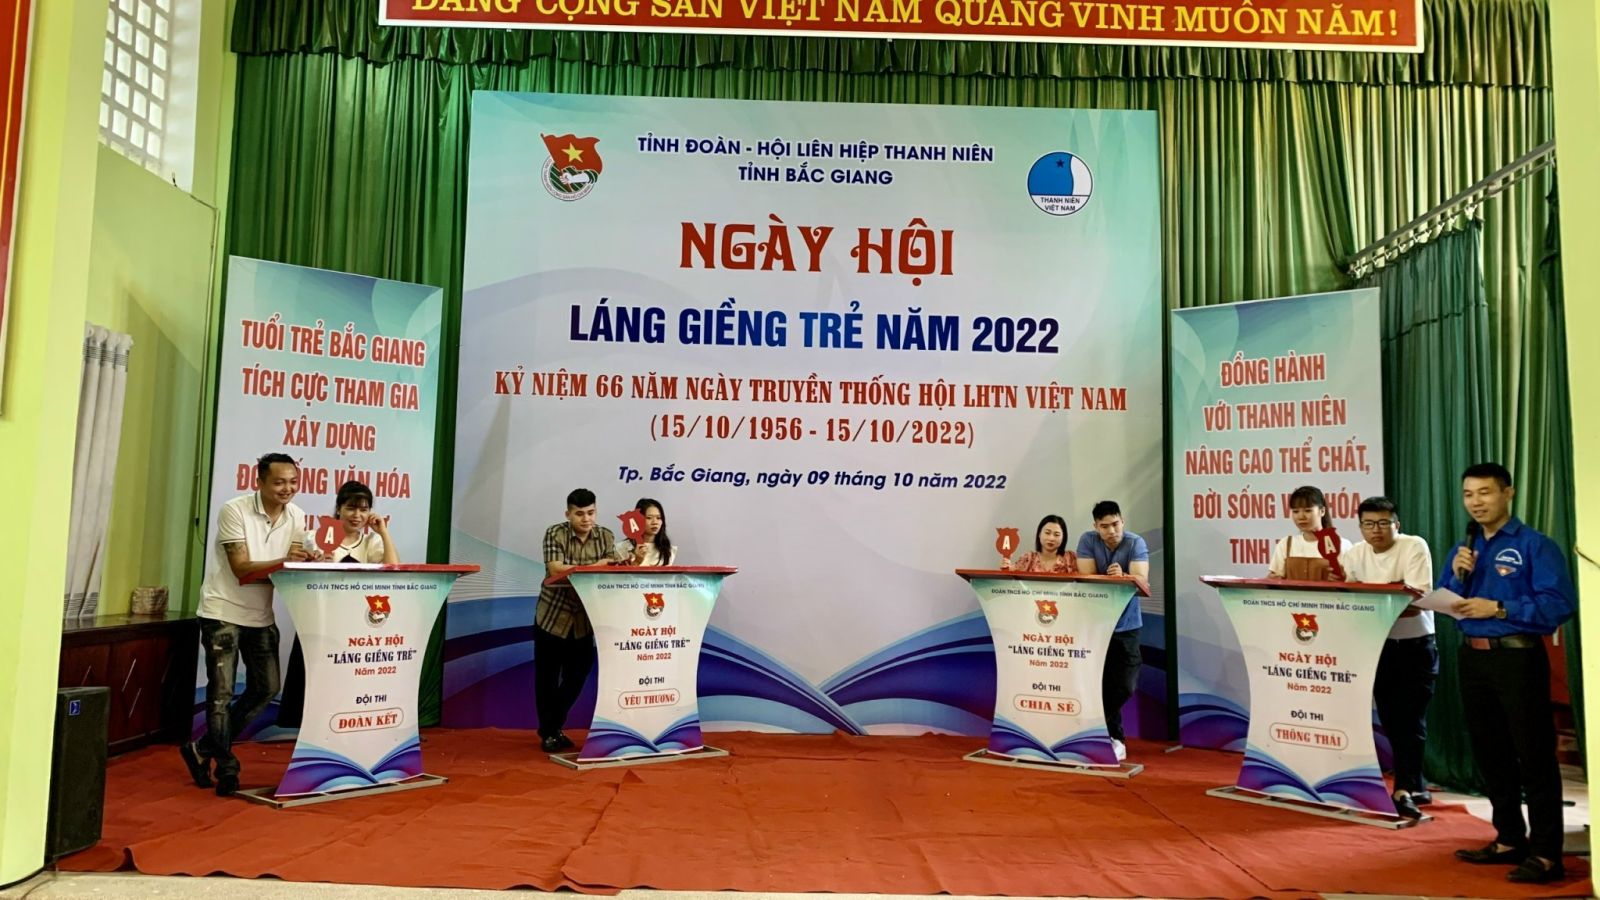 ĐẢNG CỘNG SẢN VIỆT NAM QUANG VINH MUÔN NĂM!
TỈNH ĐOÀN - HỘI LIÊN HIỆP THANH NIÊN
TỈNH BẮC GIANG
THANH NIÊN
VIỆT NAM
NGÀY HỘI
LÁNG GIỀNG TRẺ NĂM 2022
KỶ NIỆM 66 NĂM NGÀY TRUYỀN THỐNG HỘI LHTN VIỆT NAM
(15/10/1956 - 15/10/2022)
Tp. Bắc Giang, ngày 09 tháng 10 năm 2022
TUỔI TRẺ BẮC GIANG
TÍCH CỰC THAM GIA
XÂY DỰNG
VĂN HÓA
ĐỒNG HÀNH
VỚI THANH NIÊN
NÂNG CAO THỂ CHẤT,
ĐỜI SỐNG
TINH
A
A
A
A
ĐOÀN TNCS HỒ CHÍ MINH TỈNH BẮC GIANG
NGÀY HỘI
"LÁNG GIỀNG TRẺ"
Năm 2022
ĐỘI THI
ĐOÀN KẾT
ĐOÀN TNCS HỒ CHÍ MINH TỈNH BẮC GIANG
NGÀY HỘI
"LÁNG GIỀNG TRẺ"
Năm 2022
ĐỘI THI
YÊU THƯƠNG
ĐOÀN TNCS HỒ CHÍ MINH TỈNH BẮC GIANG
NGÀY HỘI
"LÁNG GIỀNG TRẺ"
Năm 2022
ĐỘI THI
CHIA SẺ
ĐOÀN TNCS HỒ CHÍ MINH TỈNH BẮC GIANG
NGÀY HỘI
"LÁNG GIỀNG TRẺ"
Năm 2022
ĐỘI THI
THÔNG THÁI